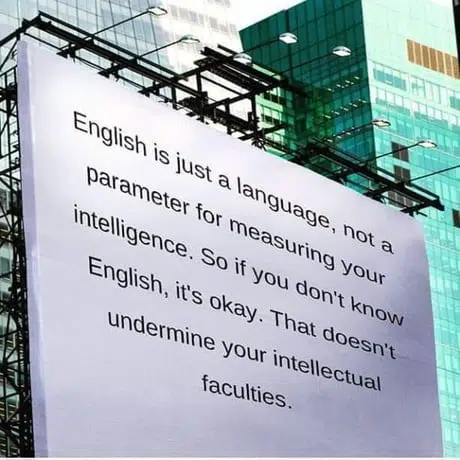 English is just a language, not a
parameter for measuring your
intelligence. So if you don't know
English, it's okay. That doesn't
undermine your intellectual
faculties.